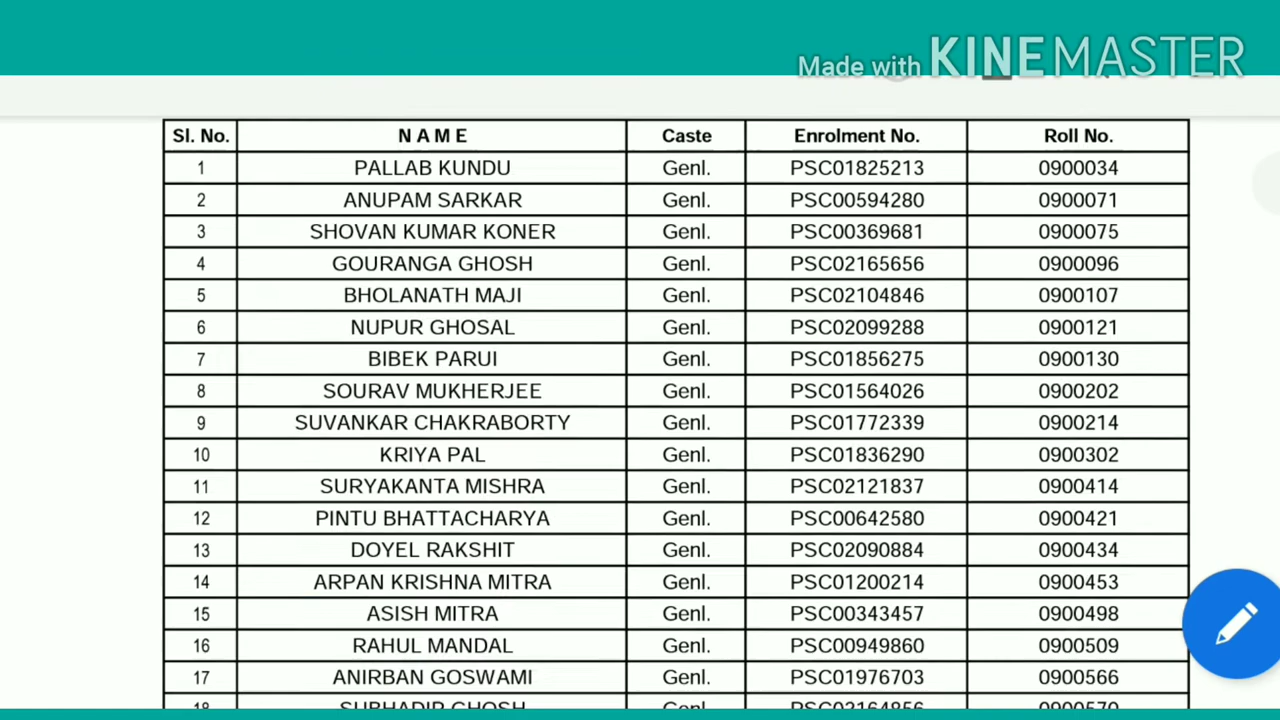 Made with KINEMASTER
Sl. No. N A M E Caste Enrolment No. Roll No.
1 PALLAB KUNDU Genl. PSC01825213 0900034
2 ANUPAM SARKAR Genl. PSC00594280 0900071
3 SHOVAN KUMAR KONER Genl. PSC00369681 0900075
4 GOURANGA GHOSH Genl. PSC02165656 0900096
5 BHOLANATH MAJI Genl. PSC02104846 0900107
6 NUPUR GHOSAL Genl. PSC02099288 0900121
7 BIBEK PARUI Genl. PSC01856275 0900130
8 SOURAV MUKHERJEE Genl. PSC01564026 0900202
9 SUVANKAR CHAKRABORTY Genl. PSC01772339 0900214
10 KRIYA PAL Genl. PSC01836290 0900302
11 SURYAKANTA MISHRA Genl. PSC02121837 0900414
12 PINTU BHATTACHARYA Genl. PSC00642580 0900421
13 DOYEL RAKSHIT Genl. PSC02090884 0900434
14 ARPAN KRISHNA MITRA Genl. PSC01200214 0900453
15 ASISH MITRA Genl. PSC00343457 0900498
16 RAHUL MANDAL Genl. PSC00949860 0900509
17 ANIRBAN GOSWAMI Genl. PSC01976703 0900566
18 GHOSH Genl.